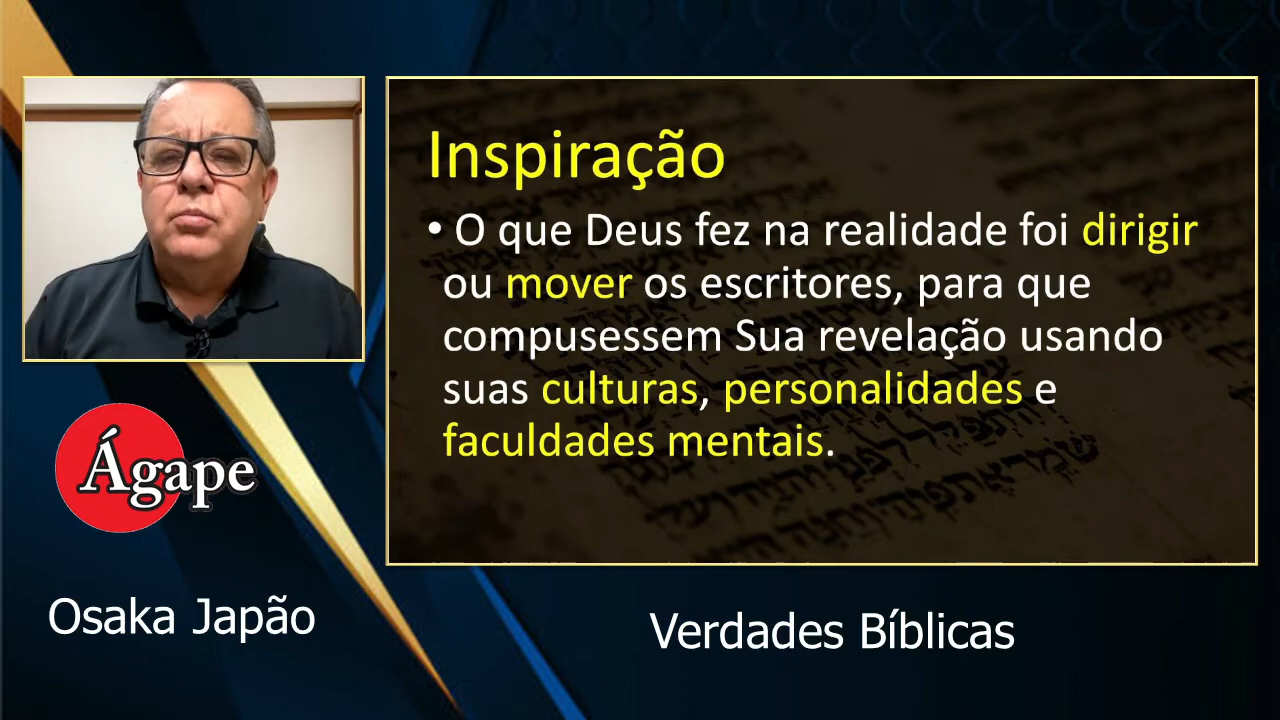 Inspiração
• O que Deus fez na realidade foi dirigir
ou mover os escritores, para que
compusessem Sua revelação usando
suas culturas, personalidades e
faculdades mentais.
Ágape
Osaka Japão
Verdades Bíblicas